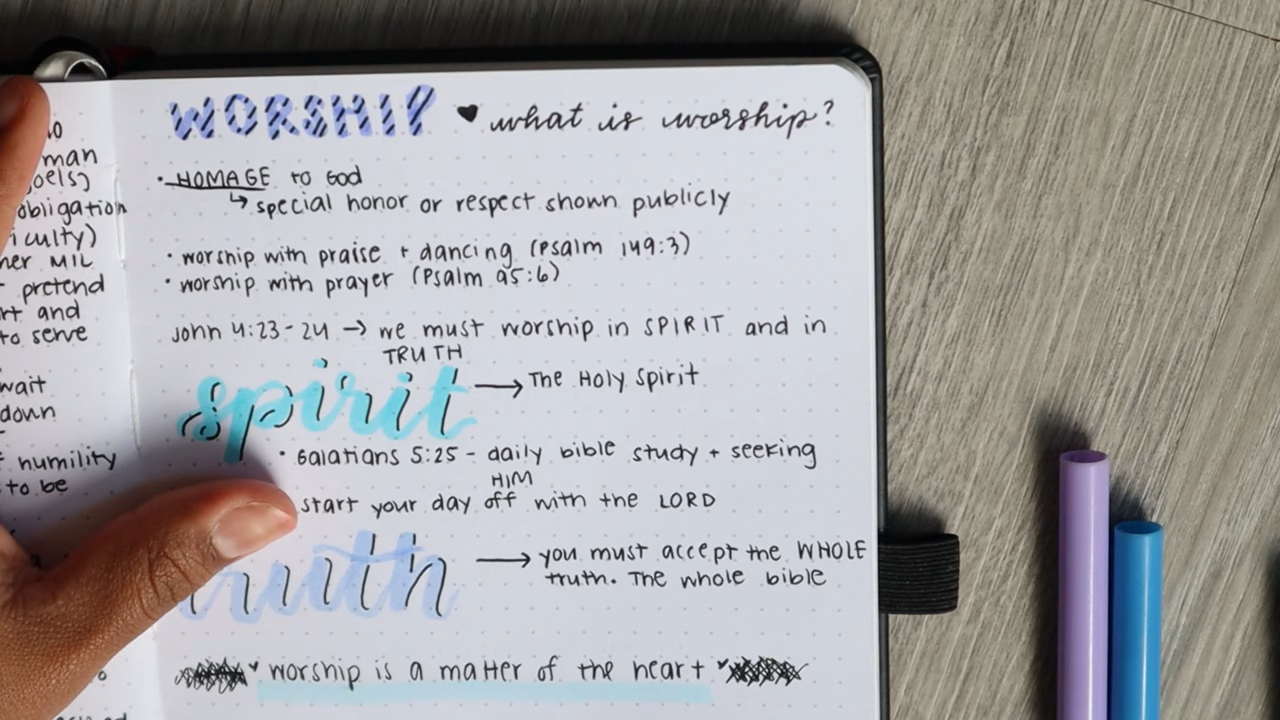 man
obligation
her MIL
pretend
and
to serve
wait
down
humility
to be
WORSHIP ♥ what is worship?
• HOMAGE to God
↳ special honor or respect shown publicly
• worship with praise + dancing (Psalm 149:3)
• worship with prayer (Psalm 95:6)
John 4:23-24 → we must worship in SPIRIT and in
TRUTH
spirit → The Holy Spirit
• Galatians 5:25 - daily bible study + seeking
HIM
start your day off with the LORD
truth → you must accept the WHOLE
truth. The whole bible
♥ worship is a matter of the heart ♥